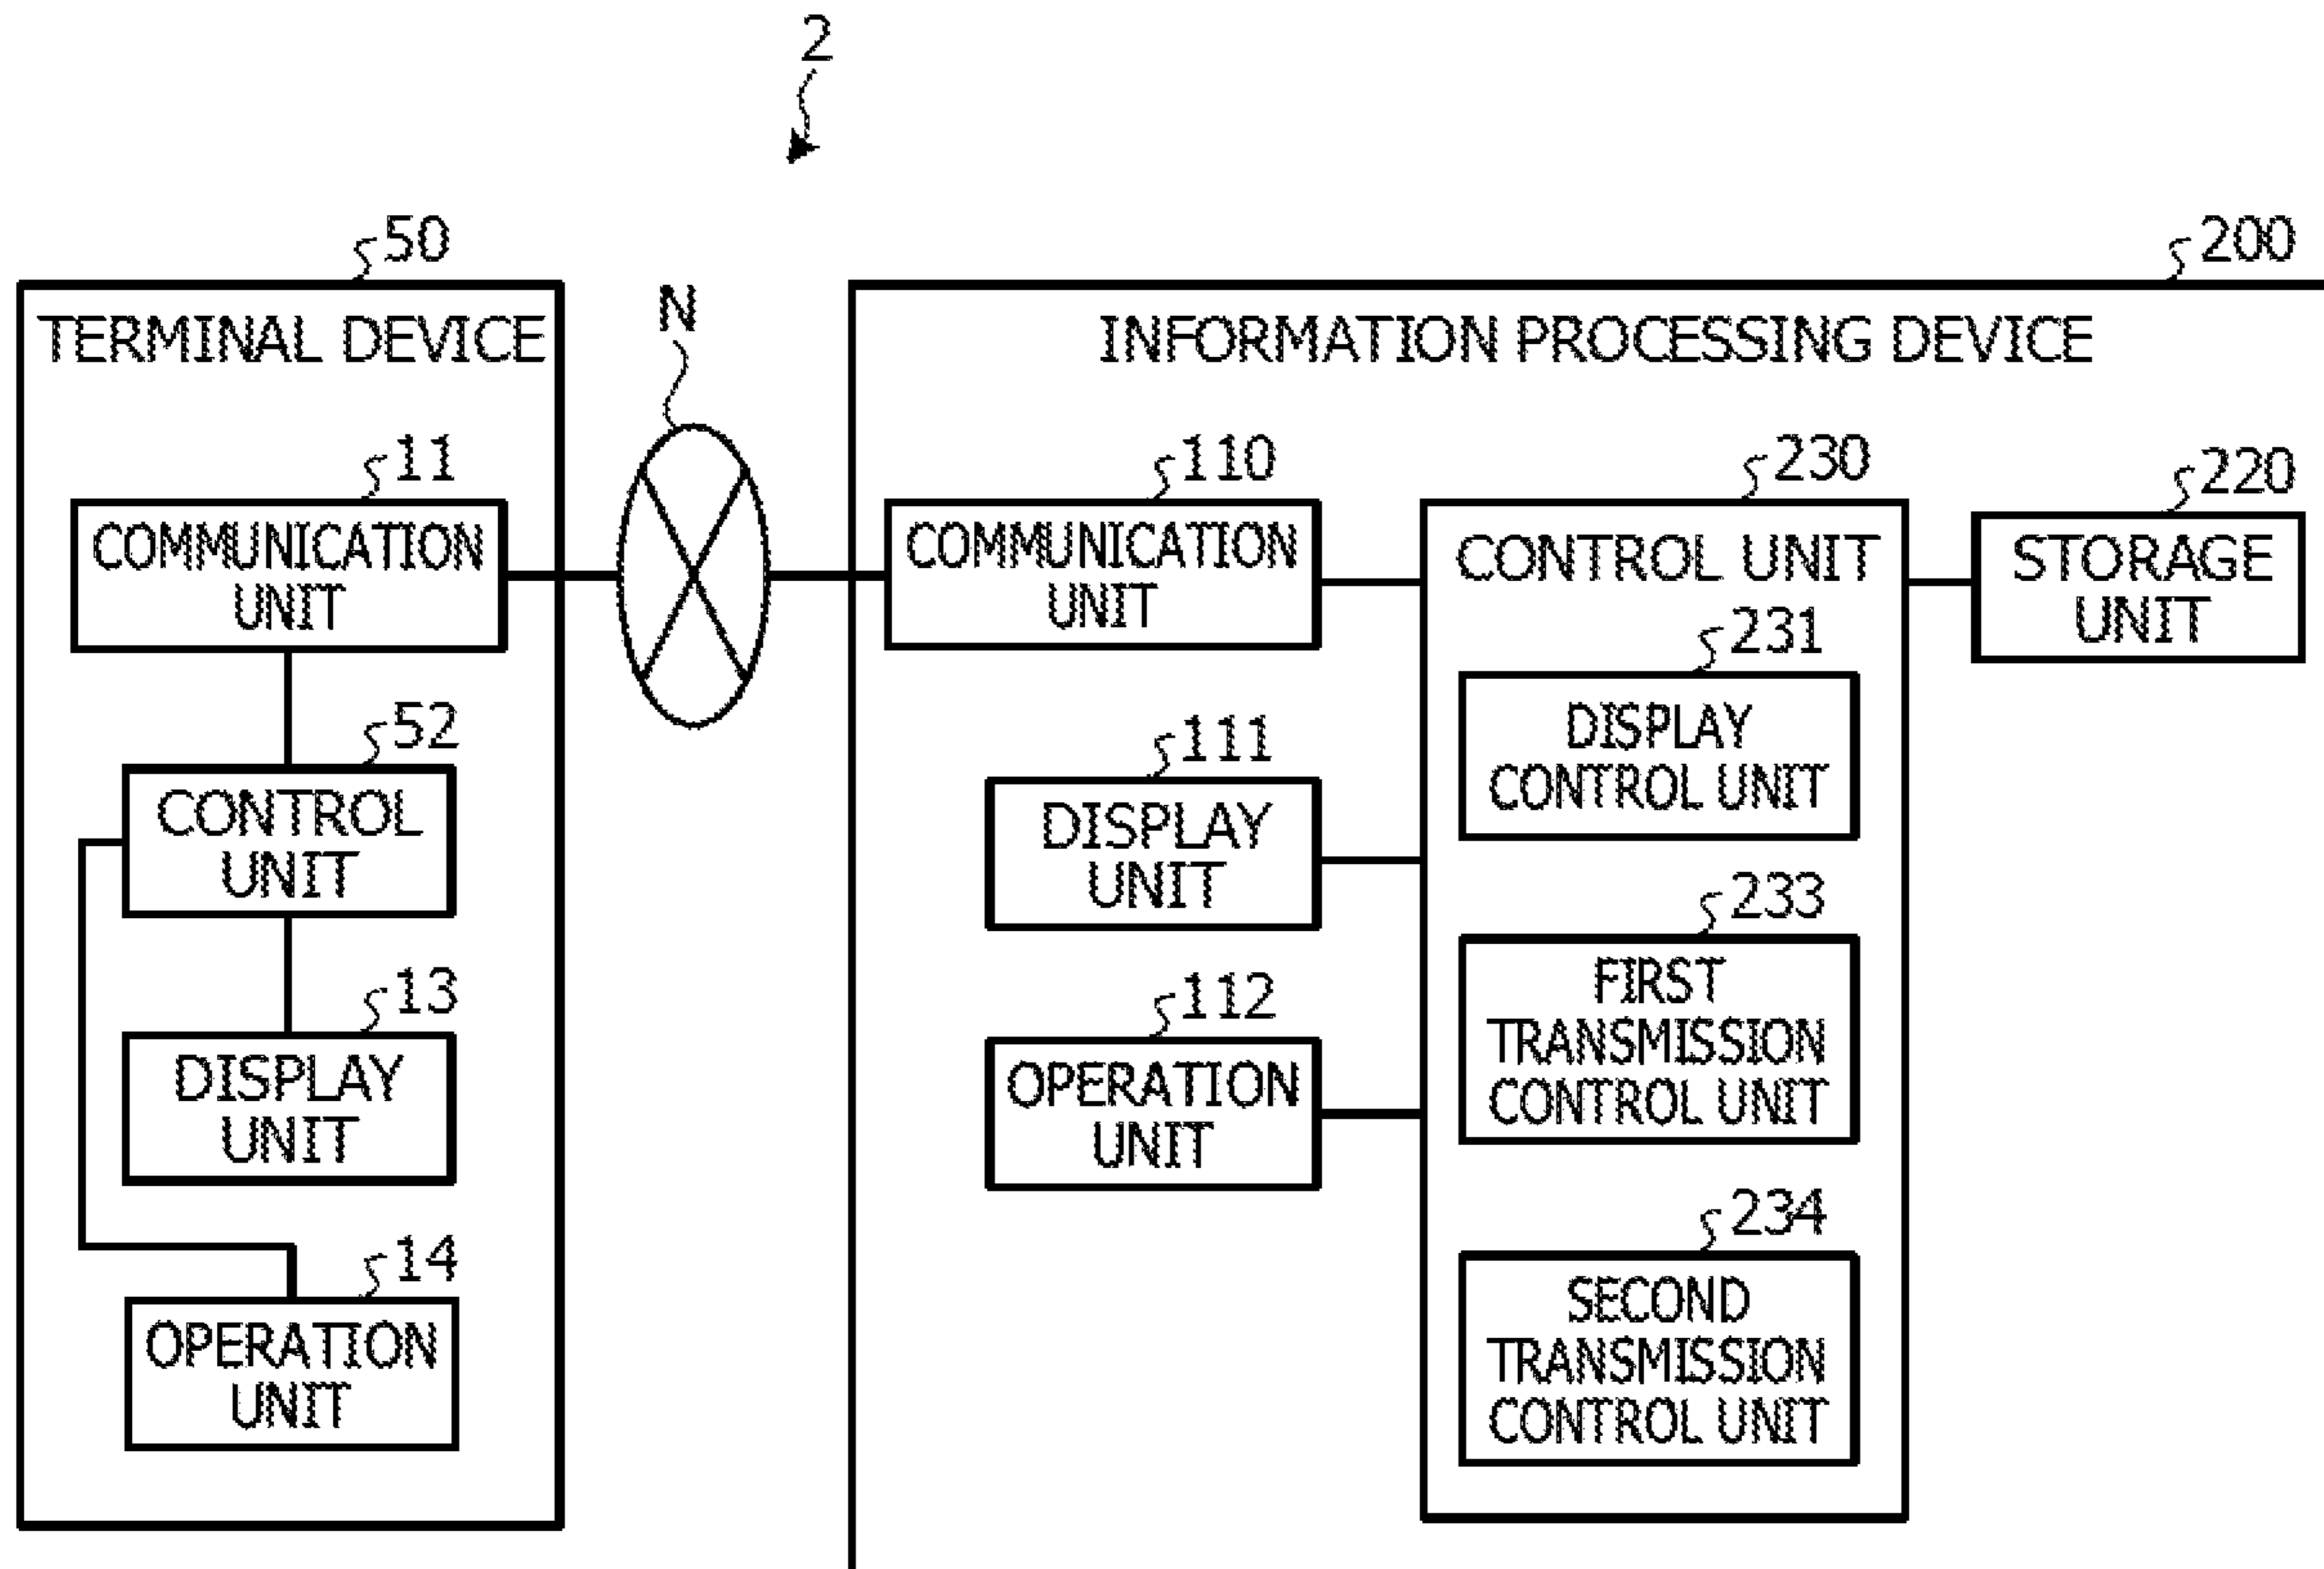 2
50
TERMINAL DEVICE
11
COMMUNICATION
UNIT
52
CONTROL
UNIT
13
DISPLAY
UNIT
14
OPERATION
UNIT
N
200
INFORMATION PROCESSING DEVICE
110
COMMUNICATION
UNIT
111
DISPLAY
UNIT
112
OPERATION
UNIT
230
CONTROL UNIT
231
DISPLAY
CONTROL UNIT
233
FIRST
TRANSMISSION
CONTROL UNIT
234
SECOND
TRANSMISSION
CONTROL UNIT
220
STORAGE
UNIT